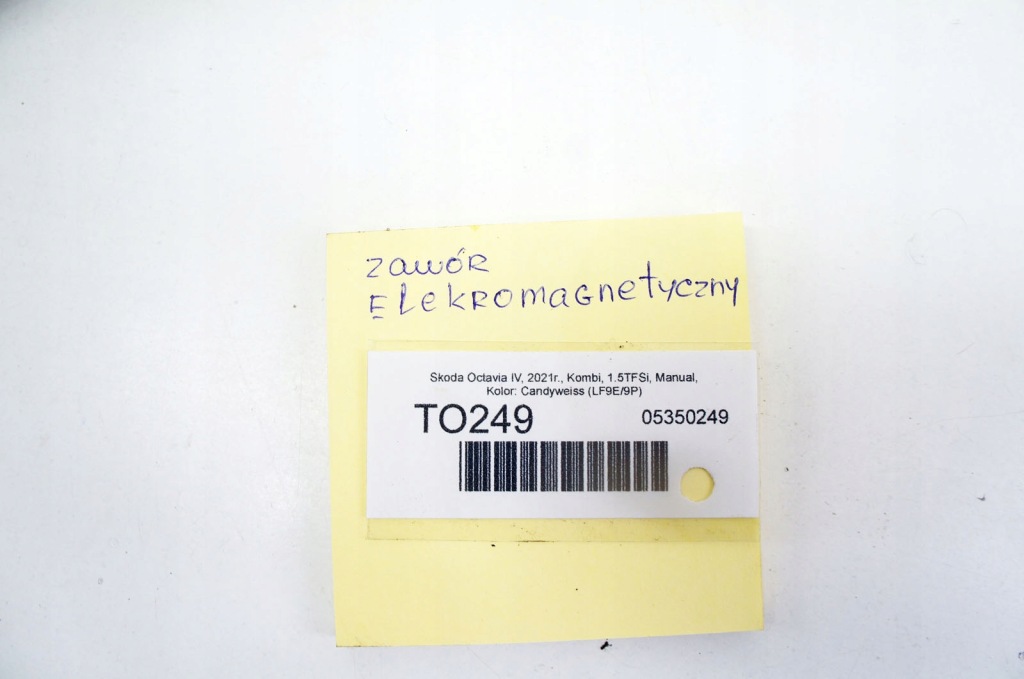 zawór
Elekromagnetyczny
Skoda Octavia IV, 2021r., Kombi, 1.5TFSi, Manual,
Kolor: Candyweiss (LF9E/9P)
TO249 05350249